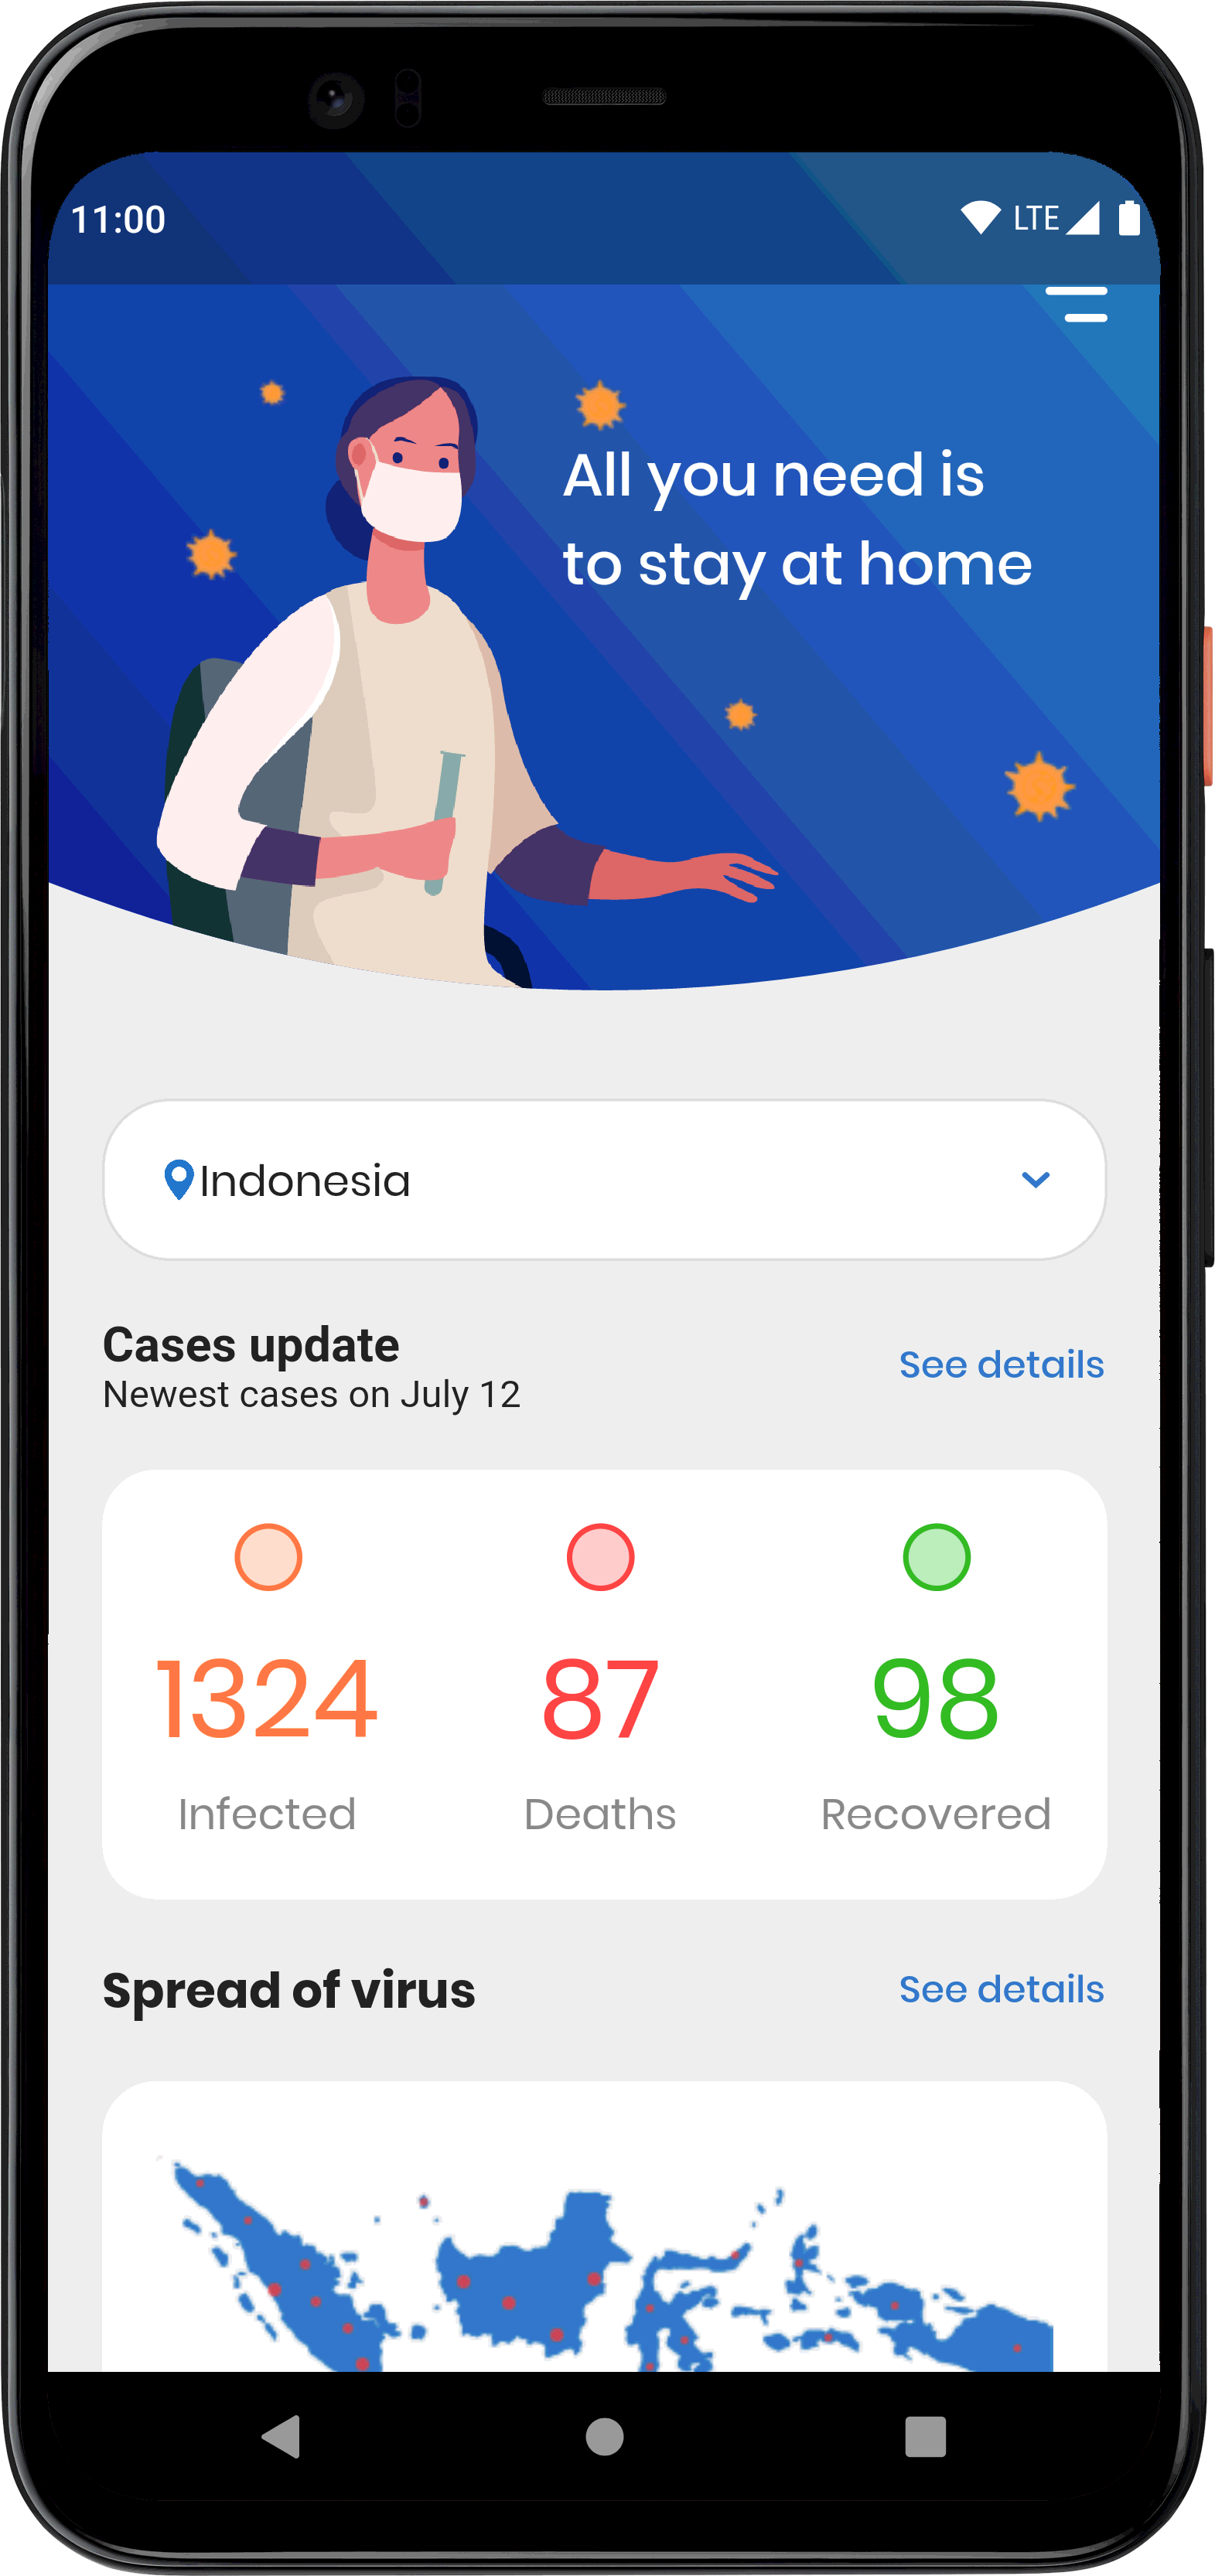 11:00
LTE
All you need is
to stay at home
Indonesia
Cases update
See details
Newest cases on July 12
1324
87
98
Infected
Deaths
Recovered
Spread of virus
See details